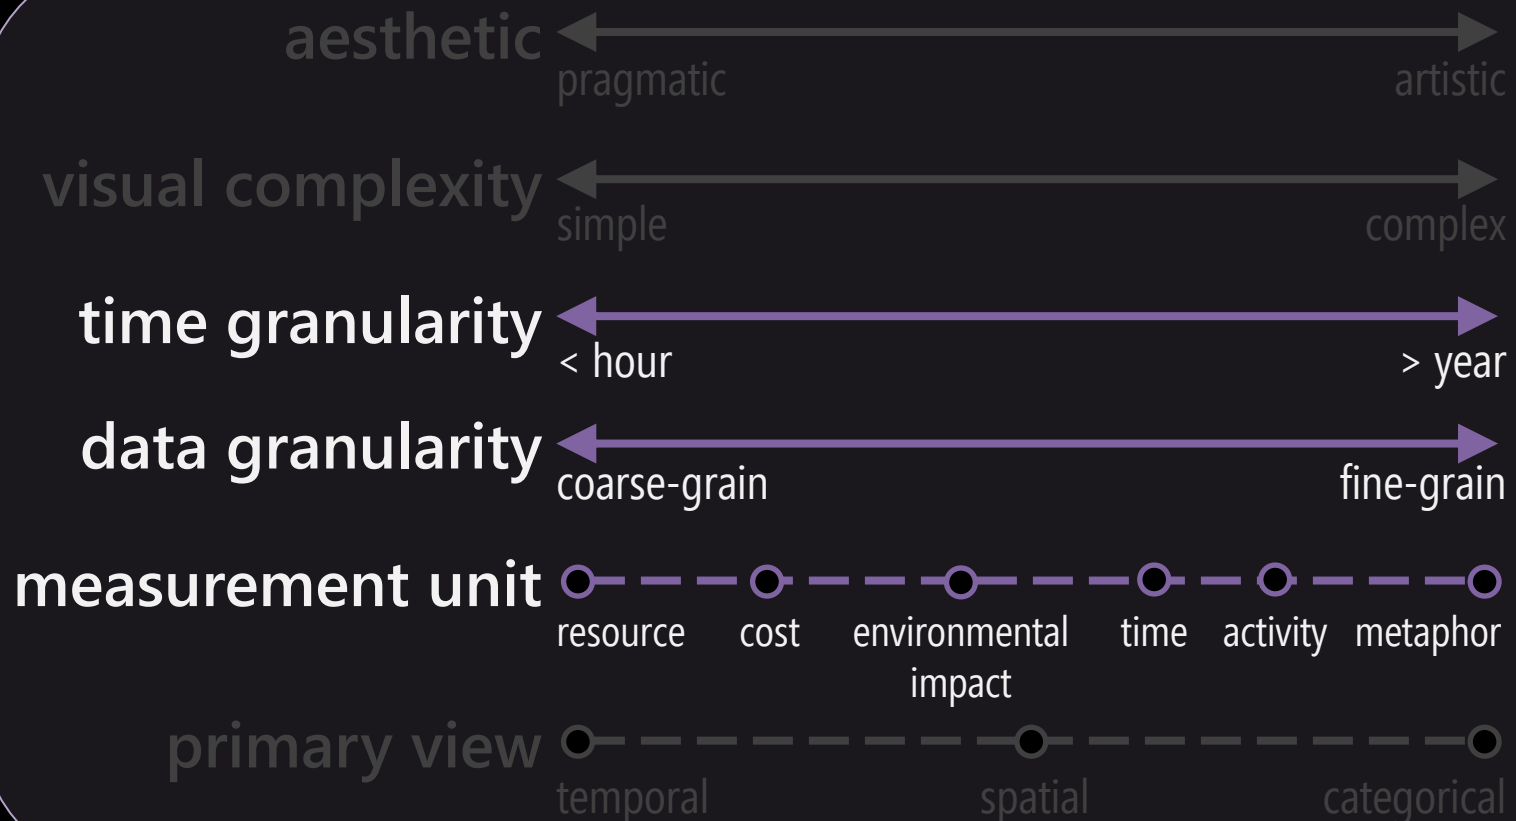 aesthetic
pragmatic artistic
visual complexity
simple complex
time granularity
< hour > year
data granularity
coarse-grain fine-grain
measurement unit
resource cost environmental time activity metaphor
impact
primary view
temporal spatial categorical